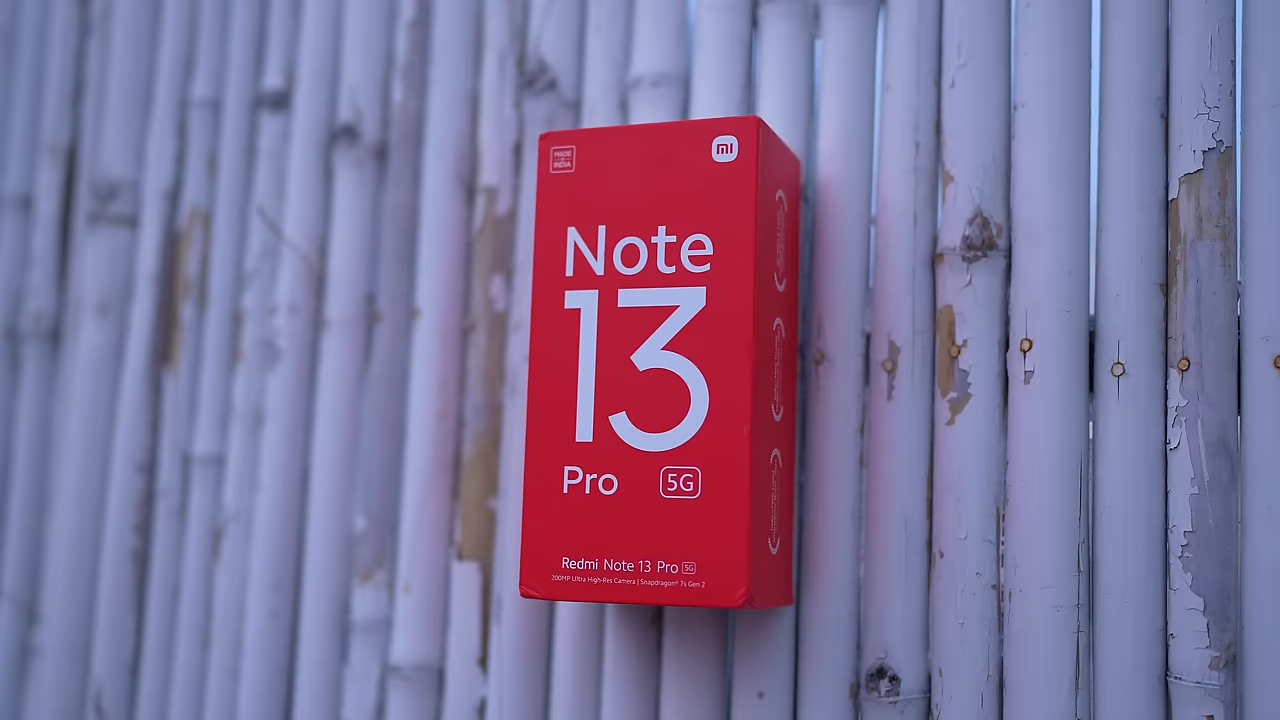 MADE
IN
INDIA
mi
Note
13
Pro 5G
Redmi Note 13 Pro 5G
200MP Ultra High-Res Camera | Snapdragon® 7s Gen 2